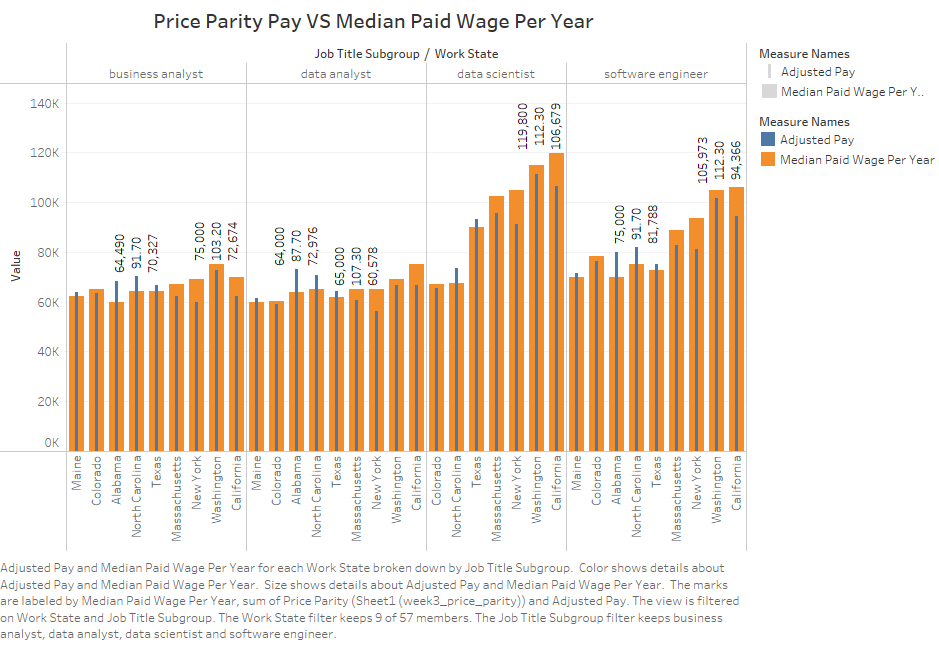 Price Parity Pay VS Median Paid Wage Per Year
Job Title Subgroup / Work State
business analyst
data analyst
data scientist
software engineer
Measure Names
Adjusted Pay
Median Paid Wage Per Y..
Measure Names
Adjusted Pay
Median Paid Wage Per Year
Value
140K
120K
100K
80K
60K
40K
20K
0K
64,490
91.70
70,327
75,000
103.20
72,674
64,000
87.70
72,976
65,000
107.30
60,578
119,800
112.30
106,679
75,000
91.70
81,788
105,973
112.30
94,366
Maine
Colorado
Alabama
North Carolina
Texas
Massachusetts
New York
Washington
California
Maine
Colorado
Alabama
North Carolina
Texas
Massachusetts
New York
Washington
California
Colorado
North Carolina
Texas
Massachusetts
New York
Washington
California
Maine
Colorado
Alabama
North Carolina
Texas
Massachusetts
New York
Washington
California
Adjusted Pay and Median Paid Wage Per Year for each Work State broken down by Job Title Subgroup.  Color shows details about
Adjusted Pay and Median Paid Wage Per Year.  Size shows details about Adjusted Pay and Median Paid Wage Per Year.  The marks
are labeled by Median Paid Wage Per Year, sum of Price Parity (Sheet1 (week3_price_parity)) and Adjusted Pay. The view is filtered
on Work State and Job Title Subgroup. The Work State filter keeps 9 of 57 members. The Job Title Subgroup filter keeps business
analyst, data analyst, data scientist and software engineer.